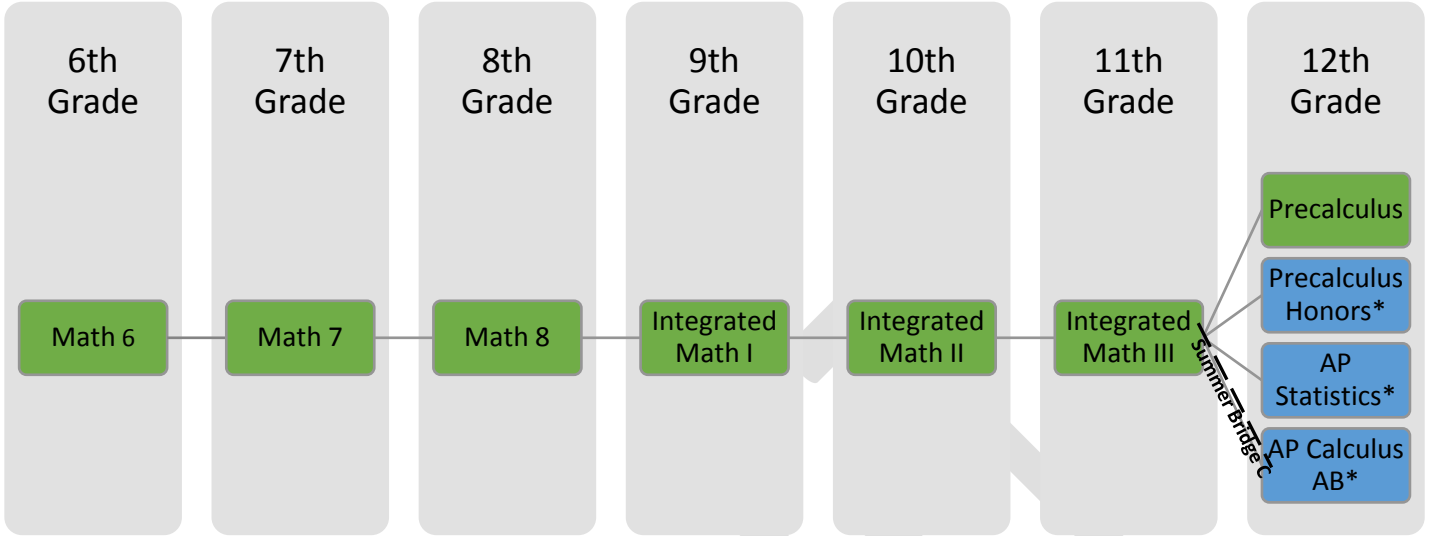 6th
Grade
7th
Grade
8th
Grade
9th
Grade
10th
Grade
11th
Grade
12th
Grade
Math 6
Math 7
Math 8
Integrated
Math I
Integrated
Math II
Integrated
Math III
Summer Bridge C
Precalculus
Precalculus
Honors*
AP
Statistics*
AP Calculus
AB*